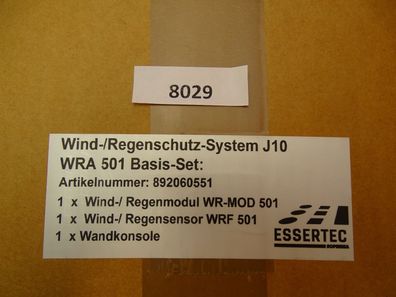 8029
Wind-/Regenschutz-System J10
WRA 501 Basis-Set:
Artikelnummer: 892060551
1 x Wind-/ Regenmodul WR-MOD 501
1 x Wind-/ Regensensor WRF 501
1 x Wandkonsole
ESSERTEC